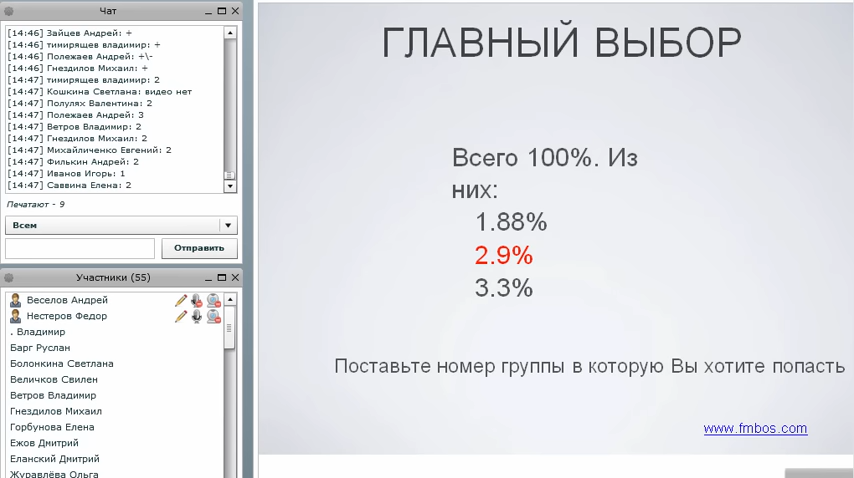 Чат
[14:46] Зайцев Андрей: +
[14:46] тимирящев владимир: +
[14:46] Полежаев Андрей: +\-
[14:46] Гнездилов Михаил: +
[14:47] тимирящев владимир: 2
[14:47] Кошкина Светлана: видео нет
[14:47] Полулях Валентина: 2
[14:47] Полежаев Андрей: 3
[14:47] Ветров Владимир: 2
[14:47] Гнездилов Михаил: 2
[14:47] Михайличенко Евгений: 2
[14:47] Филькин Андрей: 2
[14:47] Иванов Игорь: 1
[14:47] Саввина Елена: 2
Печатают - 9
Всем
Отправить
Участники (55)
Веселов Андрей
Нестеров Федор
. Владимир
Барг Руслан
Болонкина Светлана
Величков Свилен
Ветров Владимир
Гнездилов Михаил
Горбунова Елена
Ежов Дмитрий
Еланский Дмитрий
Журавлёва Ольга
ГЛАВНЫЙ ВЫБОР
Всего 100%. Из
них:
1.88%
2.9%
3.3%
Поставьте номер группы в которую Вы хотите попасть
www.fmbos.com